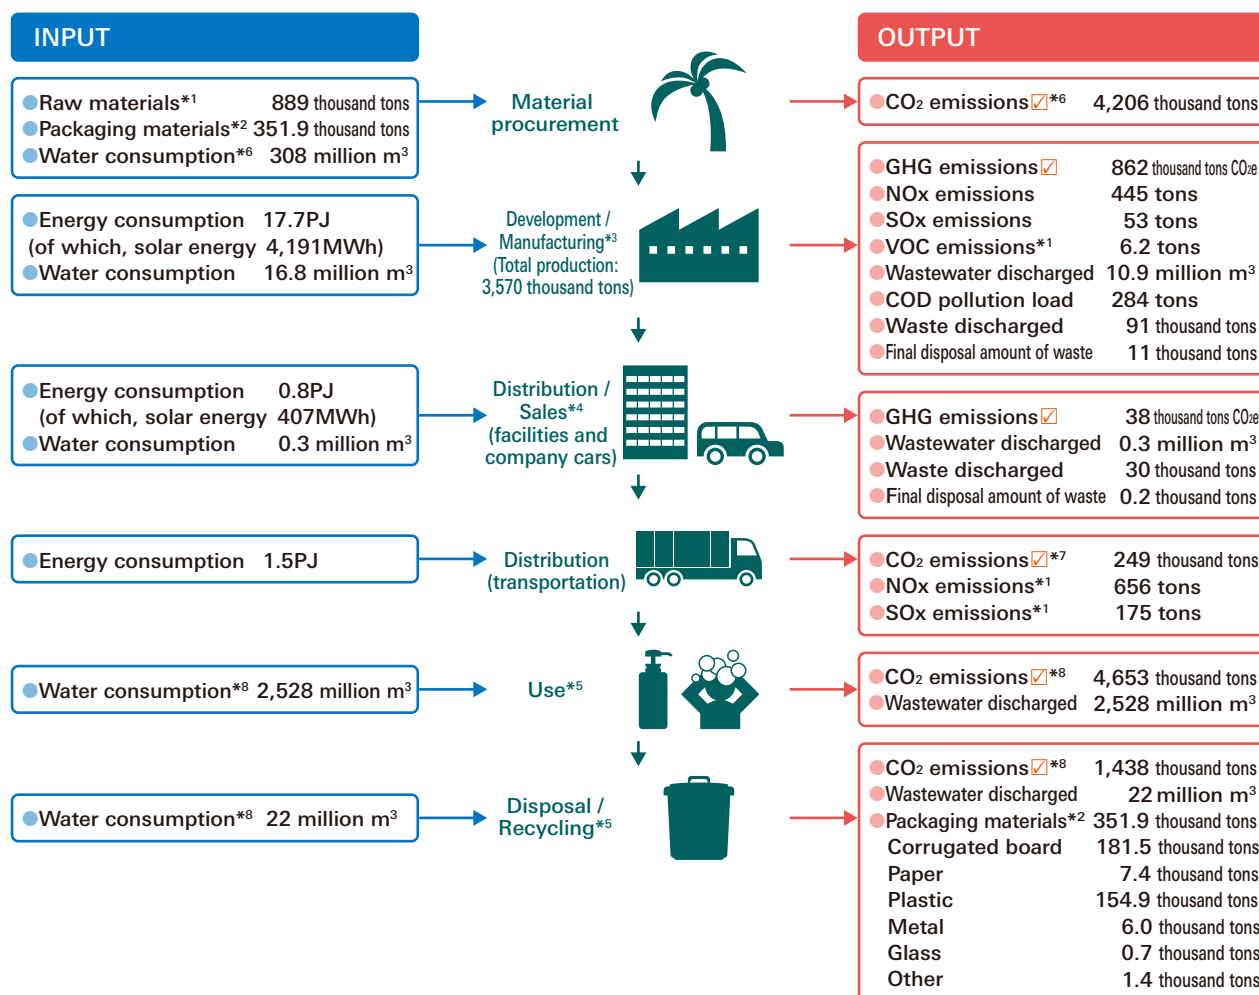 INPUT
●Raw materials*1 889 thousand tons
●Packaging materials*2 351.9 thousand tons
●Water consumption*6 308 million m3
●Energy consumption 17.7PJ
(of which, solar energy 4,191MWh)
●Water consumption 16.8 million m3
●Energy consumption 0.8PJ
(of which, solar energy 407MWh)
●Water consumption 0.3 million m3
●Energy consumption 1.5PJ
●Water consumption*8 2,528 million m3
●Water consumption*8 22 million m3
Material
procurement
Development /
Manufacturing*3
(Total production:
3,570 thousand tons)
Distribution /
Sales*4
(facilities and
company cars)
Distribution
(transportation)
Use*5
Disposal /
Recycling*5
OUTPUT
●CO2 emissions☑*6 4,206 thousand tons
●GHG emissions☑ 862 thousand tons CO2e
●NOx emissions 445 tons
●SOx emissions 53 tons
●VOC emissions*1 6.2 tons
●Wastewater discharged 10.9 million m3
●COD pollution load 284 tons
●Waste discharged 91 thousand tons
●Final disposal amount of waste 11 thousand tons
●GHG emissions☑ 38 thousand tons CO2e
●Wastewater discharged 0.3 million m3
●Waste discharged 30 thousand tons
●Final disposal amount of waste 0.2 thousand tons
●CO2 emissions☑*7 249 thousand tons
●NOx emissions*1 656 tons
●SOx emissions*1 175 tons
●CO2 emissions☑*8 4,653 thousand tons
●Wastewater discharged 2,528 million m3
●CO2 emissions☑*8 1,438 thousand tons
●Wastewater discharged 22 million m3
●Packaging materials*2 351.9 thousand tons
Corrugated board 181.5 thousand tons
Paper 7.4 thousand tons
Plastic 154.9 thousand tons
Metal 6.0 thousand tons
Glass 0.7 thousand tons
Other 1.4 thousand tons